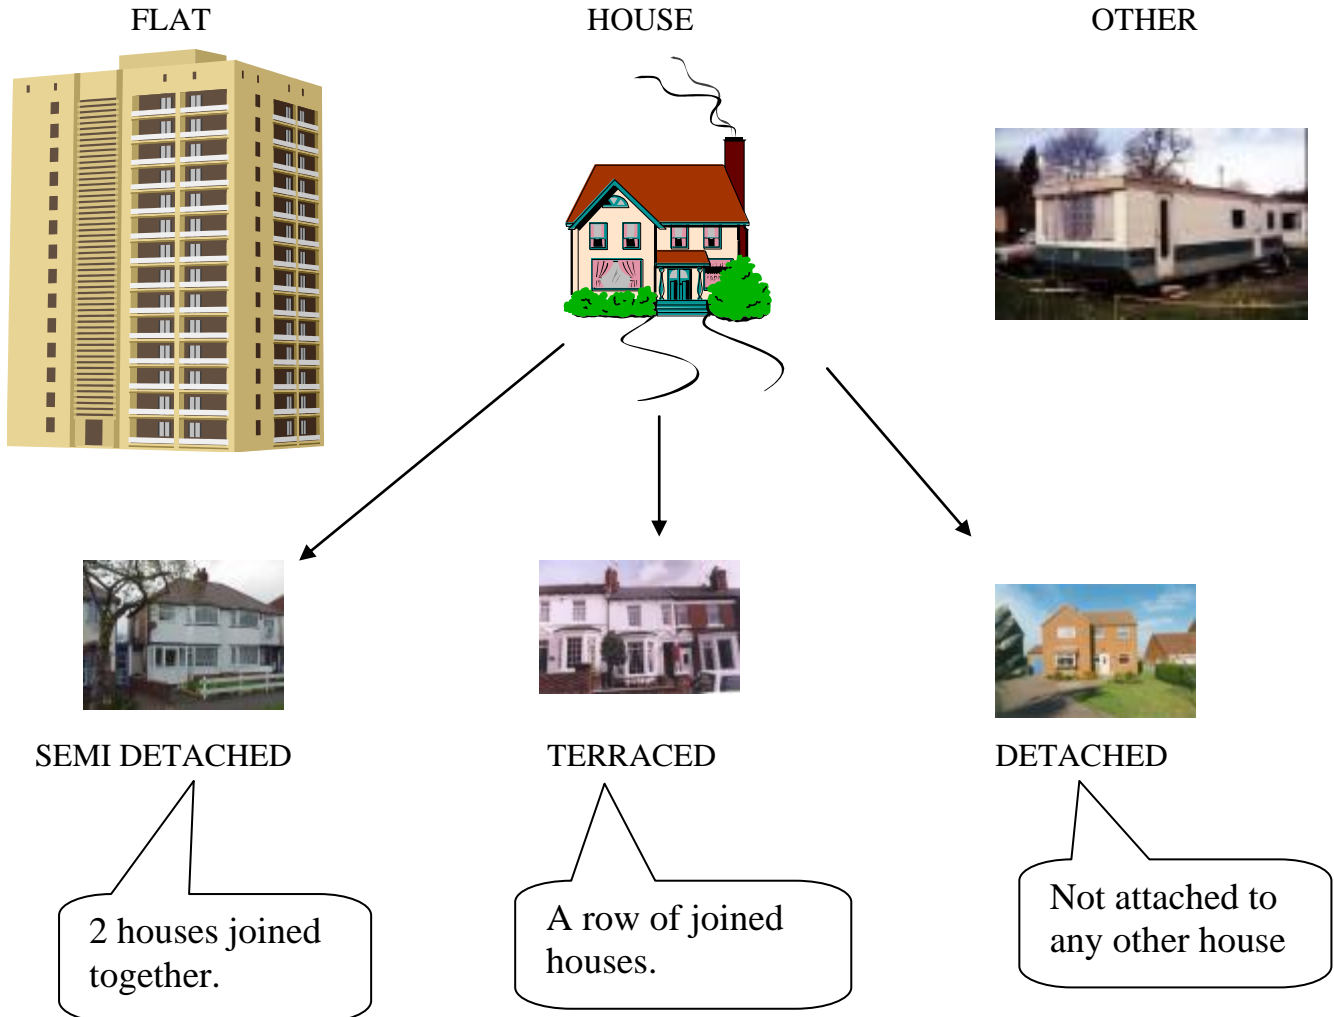 FLAT
HOUSE
OTHER
SEMI DETACHED
TERRACED
DETACHED
2 houses joined
together.
A row of joined
houses.
Not attached to
any other house